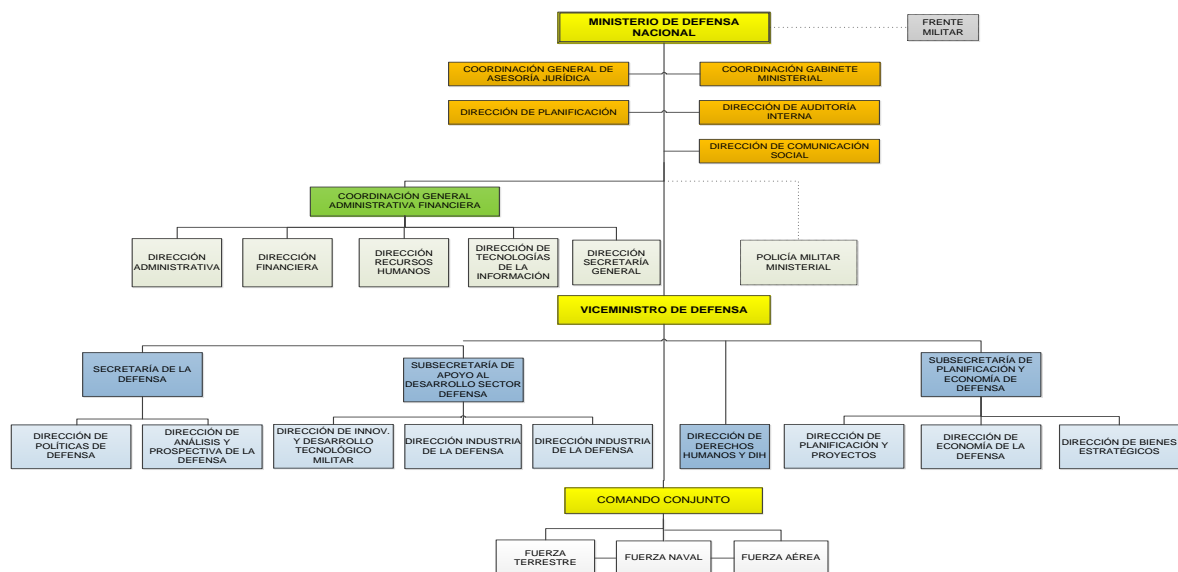 MINISTERIO DE DEFENSA
NACIONAL
FRENTE
MILITAR
COORDINACIÓN GENERAL DE
ASESORÍA JURÍDICA
COORDINACIÓN GABINETE
MINISTERIAL
DIRECCIÓN DE PLANIFICACIÓN
DIRECCIÓN DE AUDITORÍA
INTERNA
DIRECCIÓN DE COMUNICACIÓN
SOCIAL
COORDINACIÓN GENERAL
ADMINISTRATIVA FINANCIERA
DIRECCIÓN
ADMINISTRATIVA
DIRECCIÓN
FINANCIERA
DIRECCIÓN
RECURSOS
HUMANOS
DIRECCIÓN DE
TECNOLOGÍAS
DE LA
INFORMACIÓN
DIRECCIÓN
SECRETARÍA
GENERAL
POLICÍA MILITAR
MINISTERIAL
VICEMINISTRO DE DEFENSA
SECRETARÍA DE LA
DEFENSA
SUBSECRETARÍA DE
APOYO AL
DESARROLLO SECTOR
DEFENSA
SUBSECRETARÍA DE
PLANIFICACIÓN Y
ECONOMÍA DE
DEFENSA
DIRECCIÓN DE
POLÍTICAS DE
DEFENSA
DIRECCIÓN DE
ANÁLISIS Y
PROSPECTIVA DE LA
DEFENSA
DIRECCIÓN DE INNOV.
Y DESARROLLO
TECNOLÓGICO
MILITAR
DIRECCIÓN INDUSTRIA
DE LA DEFENSA
DIRECCIÓN INDUSTRIA
DE LA DEFENSA
DIRECCIÓN DE
DERECHOS
HUMANOS Y DIH
DIRECCIÓN DE
PLANIFICACIÓN Y
PROYECTOS
DIRECCIÓN DE
ECONOMÍA DE LA
DEFENSA
DIRECCIÓN DE BIENES
ESTRATÉGICOS
COMANDO CONJUNTO
FUERZA
TERRESTRE
FUERZA NAVAL
FUERZA AÉREA